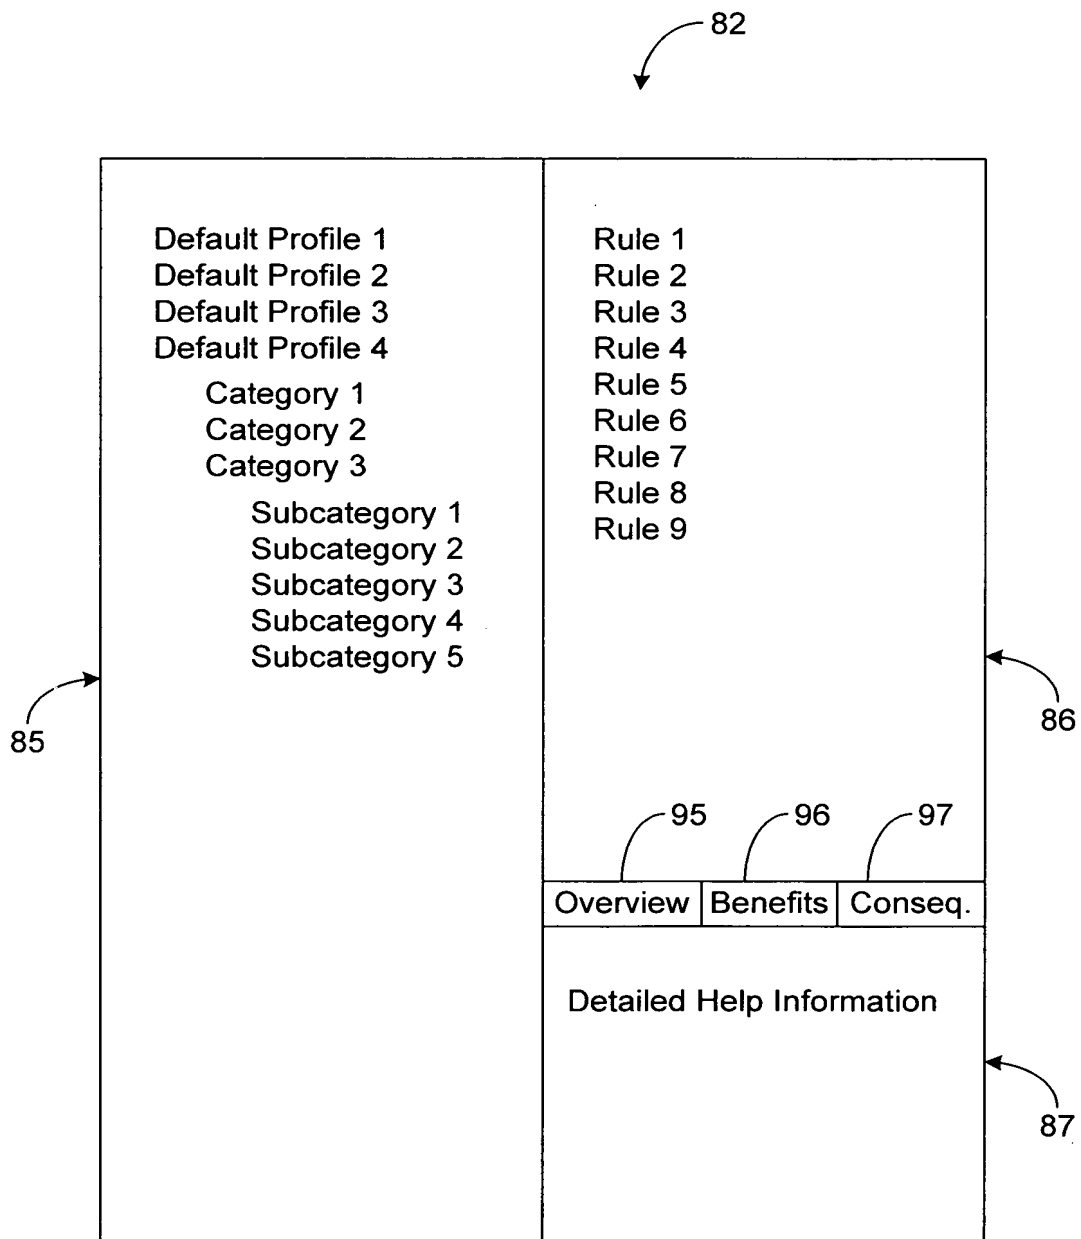 82
Default Profile 1
Default Profile 2
Default Profile 3
Default Profile 4
Category 1
Category 2
Category 3
Subcategory 1
Subcategory 2
Subcategory 3
Subcategory 4
Subcategory 5
85
Rule 1
Rule 2
Rule 3
Rule 4
Rule 5
Rule 6
Rule 7
Rule 8
Rule 9
86
95
96
97
Overview
Benefits
Conseq.
Detailed Help Information
87